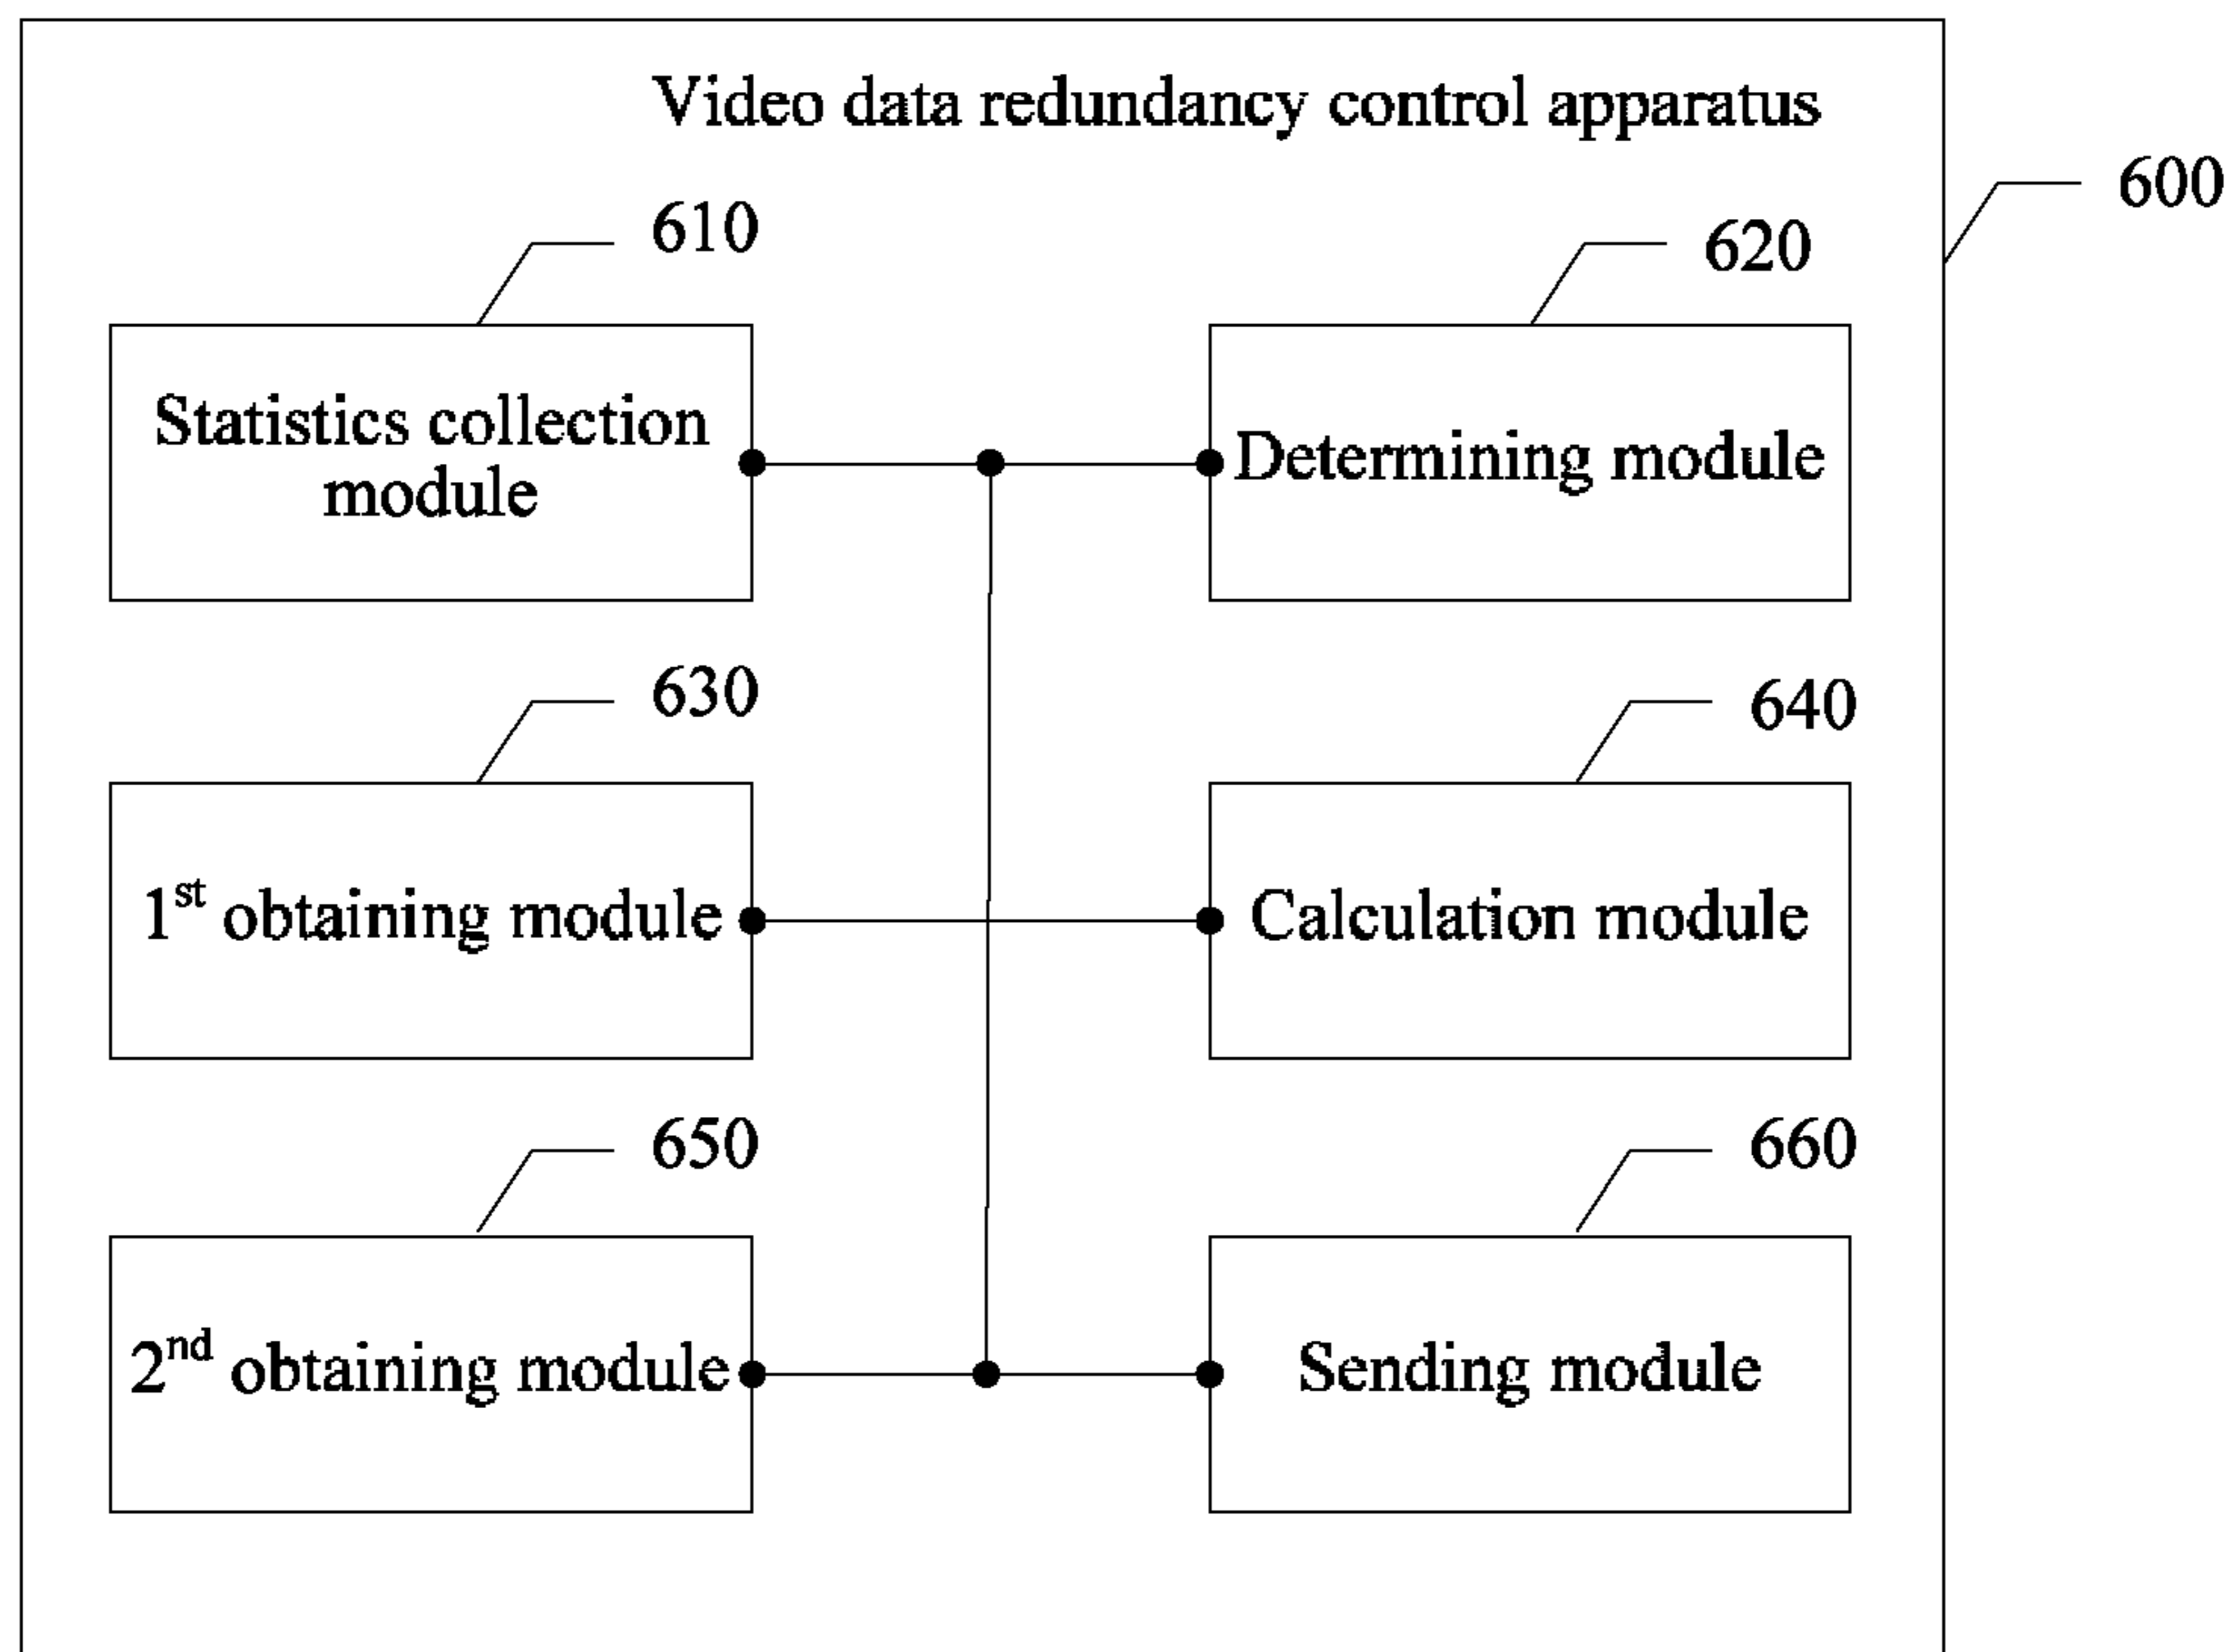 Video data redundancy control apparatus
600
610
620
Statistics collection
module
Determining module
630
640
1st obtaining module
Calculation module
650
660
2nd obtaining module
Sending module